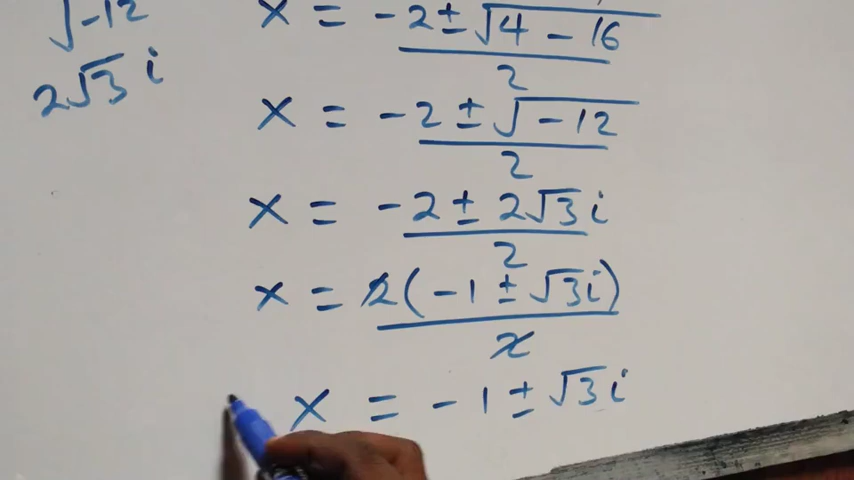 √-12
2√3 i
x = -2 ± √4 - 16 / 2
x = -2 ± √-12 / 2
x = -2 ± 2√3 i / 2
x = 2(-1 ± √3 i) / 2
x = -1 ± √3 i